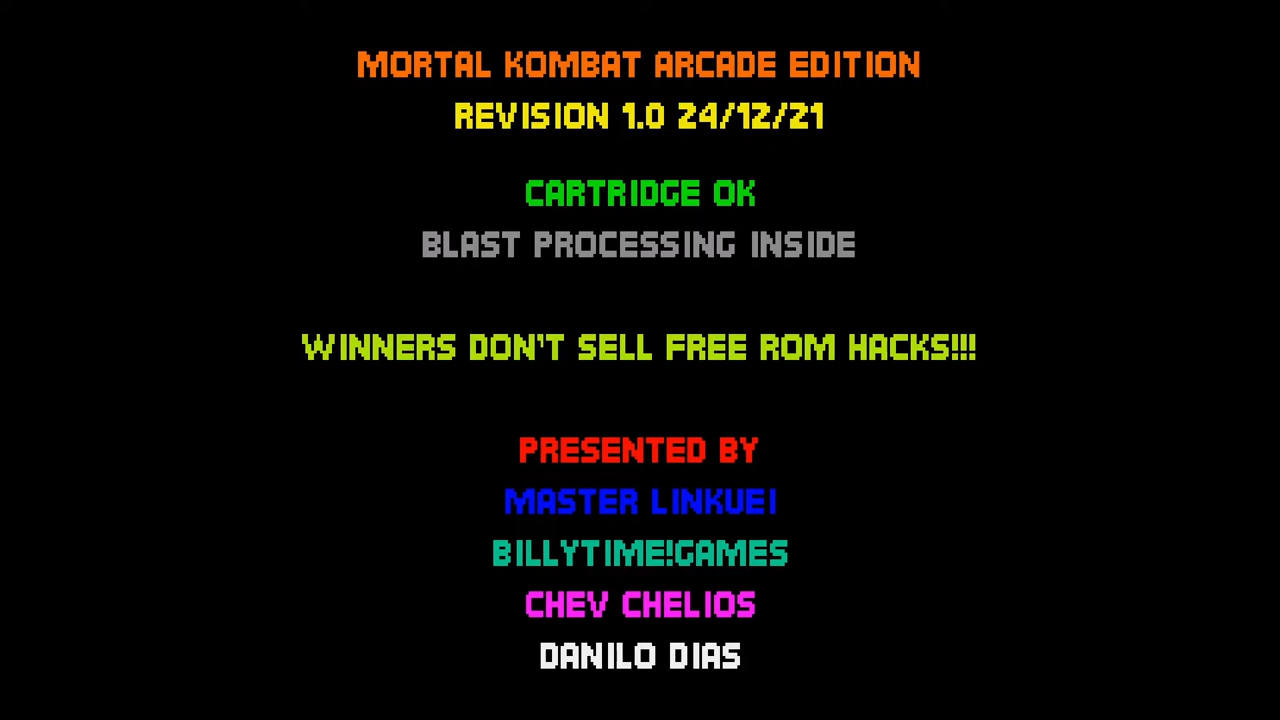 MORTAL KOMBAT ARCADE EDITION
REVISION 1.0 24/12/21
CARTRIDGE OK
BLAST PROCESSING INSIDE
WINNERS DON'T SELL FREE ROM HACKS!!!
PRESENTED BY
MASTER LINKUEI
BILLYTIME!GAMES
CHEV CHELIOS
DANILO DIAS